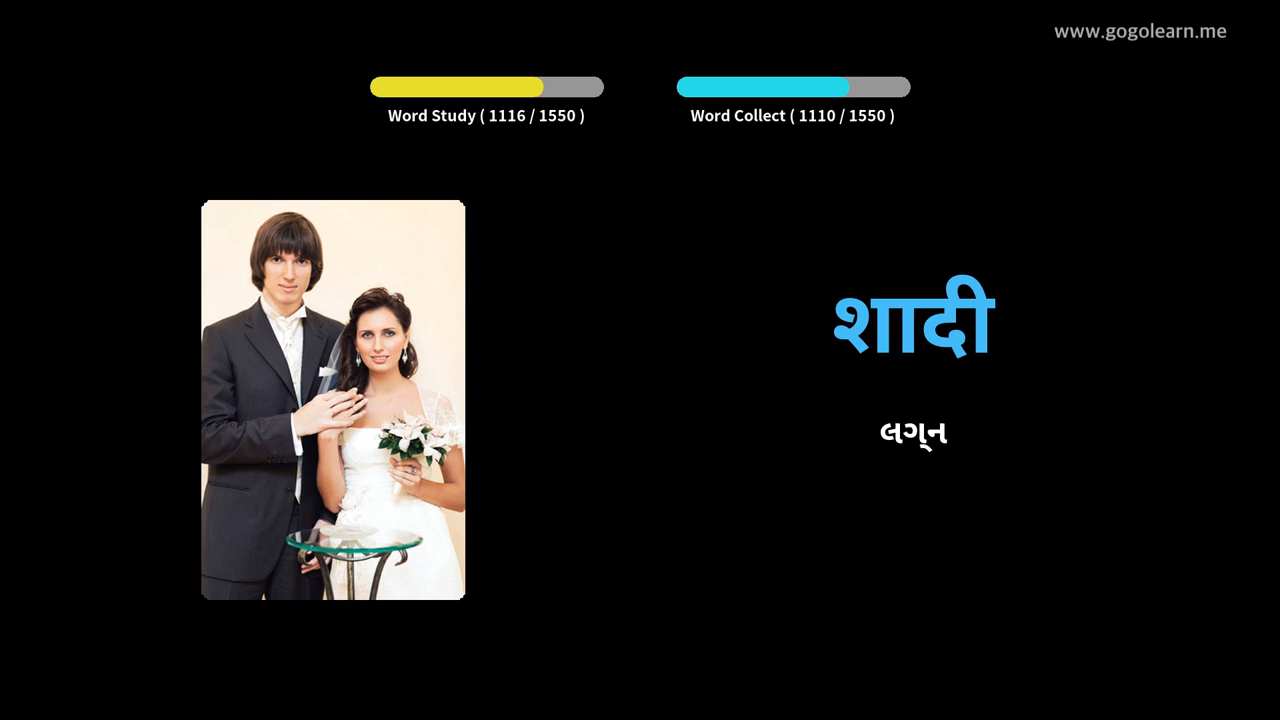 www.gogolearn.me
Word Study ( 1116 / 1550 )
Word Collect ( 1110 / 1550 )
शादी
લગ્ન